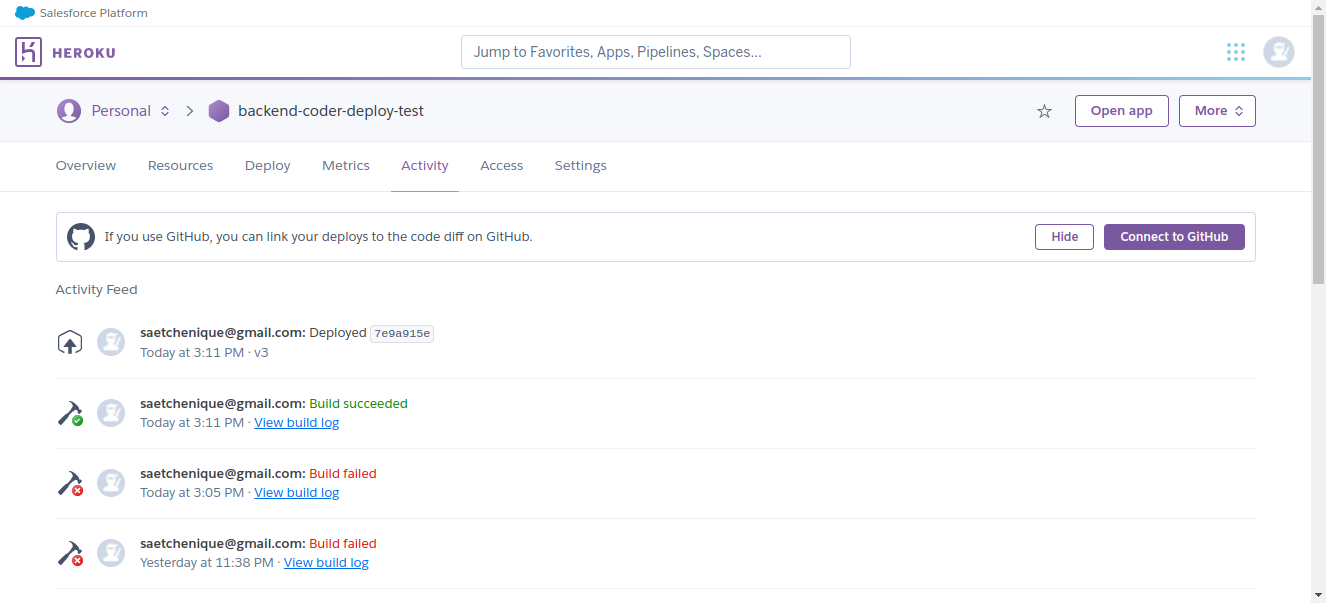 Salesforce Platform
HEROKU
Jump to Favorites, Apps, Pipelines, Spaces...
Personal
backend-coder-deploy-test
Open app
More
Overview Resources Deploy Metrics Activity Access Settings
If you use GitHub, you can link your deploys to the code diff on GitHub.
Hide
Connect to GitHub
Activity Feed
saetchenique@gmail.com: Deployed 7e9a915e
Today at 3:11 PM · v3
saetchenique@gmail.com: Build succeeded
Today at 3:11 PM · View build log
saetchenique@gmail.com: Build failed
Today at 3:05 PM · View build log
saetchenique@gmail.com: Build failed
Yesterday at 11:38 PM · View build log